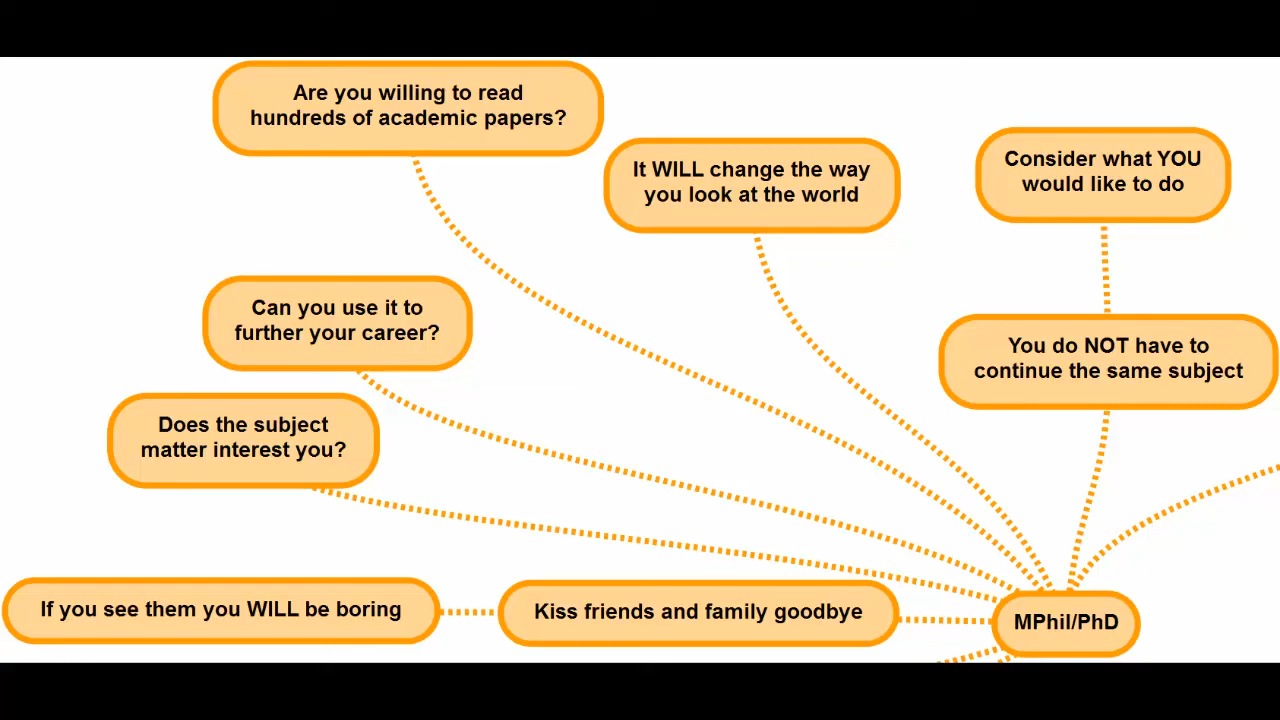 Are you willing to read
hundreds of academic papers?
It WILL change the way
you look at the world
Consider what YOU
would like to do
Can you use it to
further your career?
You do NOT have to
continue the same subject
Does the subject
matter interest you?
If you see them you WILL be boring
Kiss friends and family goodbye
MPhil/PhD